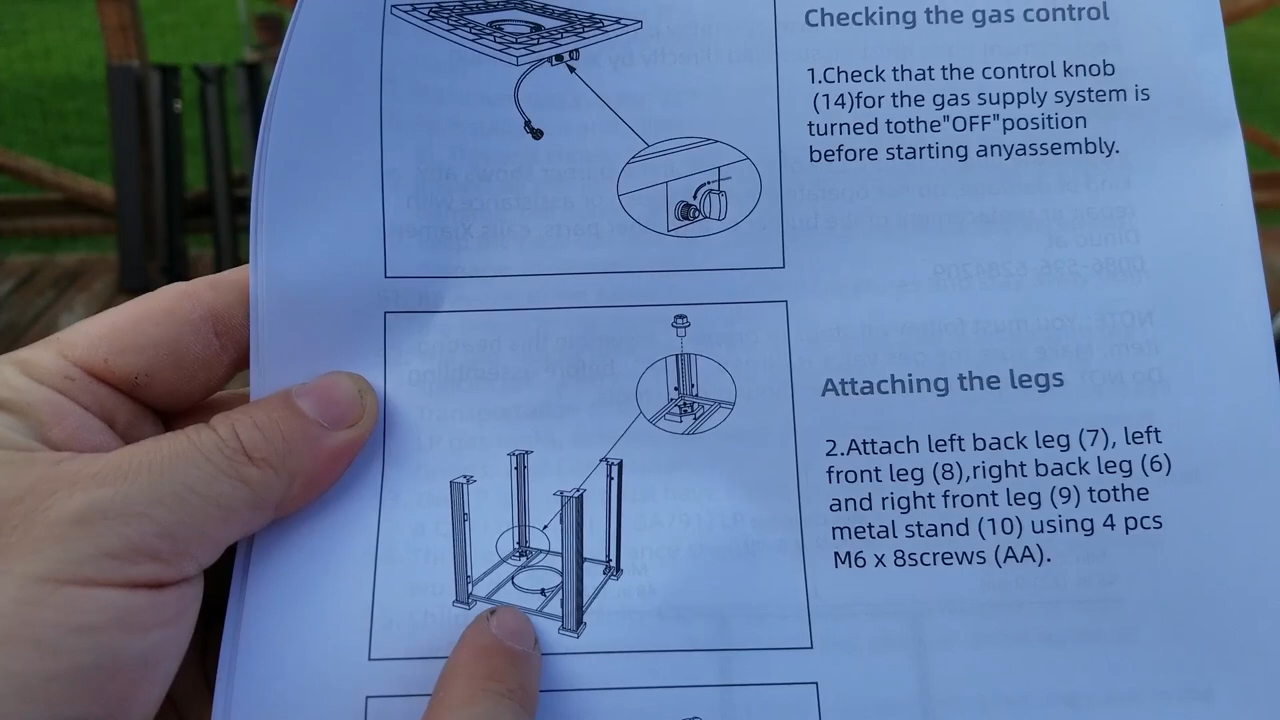 Checking the gas control
1.Check that the control knob
(14)for the gas supply system is
turned tothe"OFF"position
before starting anyassembly.
Attaching the legs
2.Attach left back leg (7), left
front leg (8),right back leg (6)
and right front leg (9) tothe
metal stand (10) using 4 pcs
M6 x 8screws (AA).